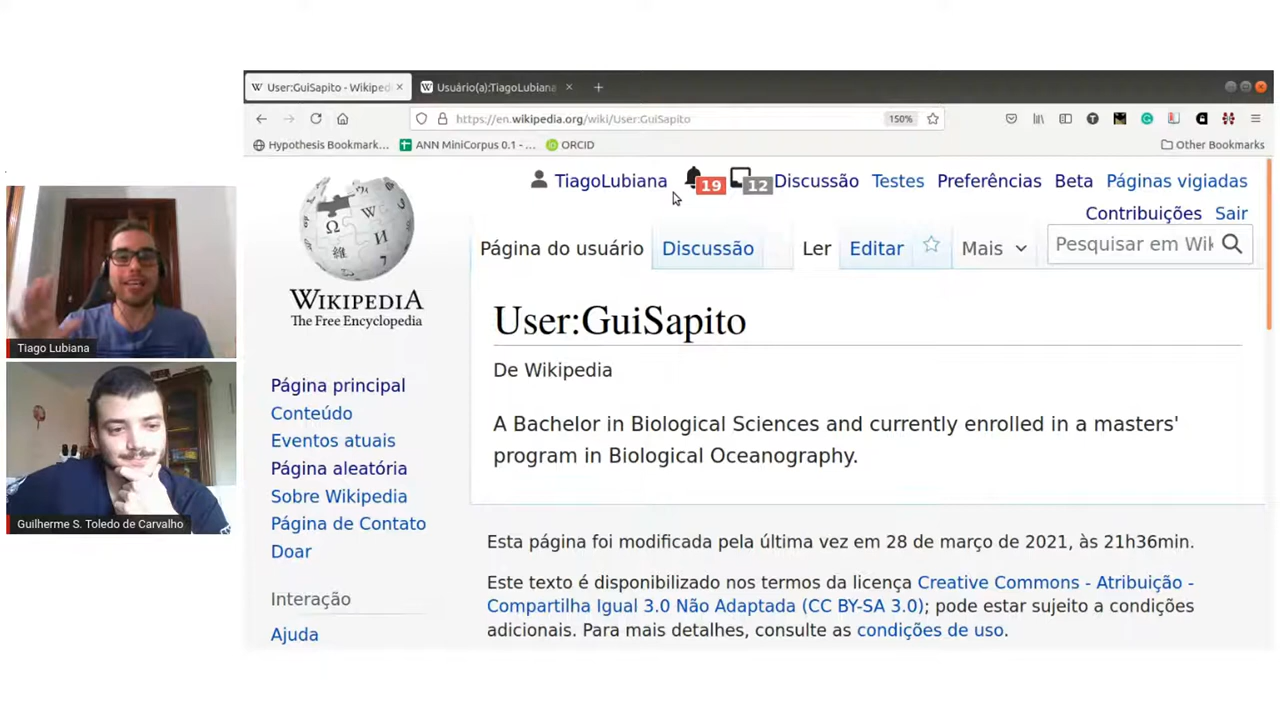 User:GuiSapito - Wikiped
Usuário(a):TiagoLubiana
https://en.wikipedia.org/wiki/User:GuiSapito
150%
Hypothesis Bookmark...
ANN MiniCorpus 0.1 - ...
ORCID
Other Bookmarks
TiagoLubiana
19
12
Discussão
Testes
Preferências
Beta
Páginas vigiadas
Contribuições
Sair
WIKIPEDIA
The Free Encyclopedia
Página do usuário
Discussão
Ler
Editar
Mais
Pesquisar em Wik
User:GuiSapito
De Wikipedia
A Bachelor in Biological Sciences and currently enrolled in a masters'
program in Biological Oceanography.
Esta página foi modificada pela última vez em 28 de março de 2021, às 21h36min.
Este texto é disponibilizado nos termos da licença Creative Commons - Atribuição -
Compartilha Igual 3.0 Não Adaptada (CC BY-SA 3.0); pode estar sujeito a condições
adicionais. Para mais detalhes, consulte as condições de uso.
Página principal
Conteúdo
Eventos atuais
Página aleatória
Sobre Wikipedia
Página de Contato
Doar
Interação
Ajuda
Tiago Lubiana
Guilherme S. Toledo de Carvalho